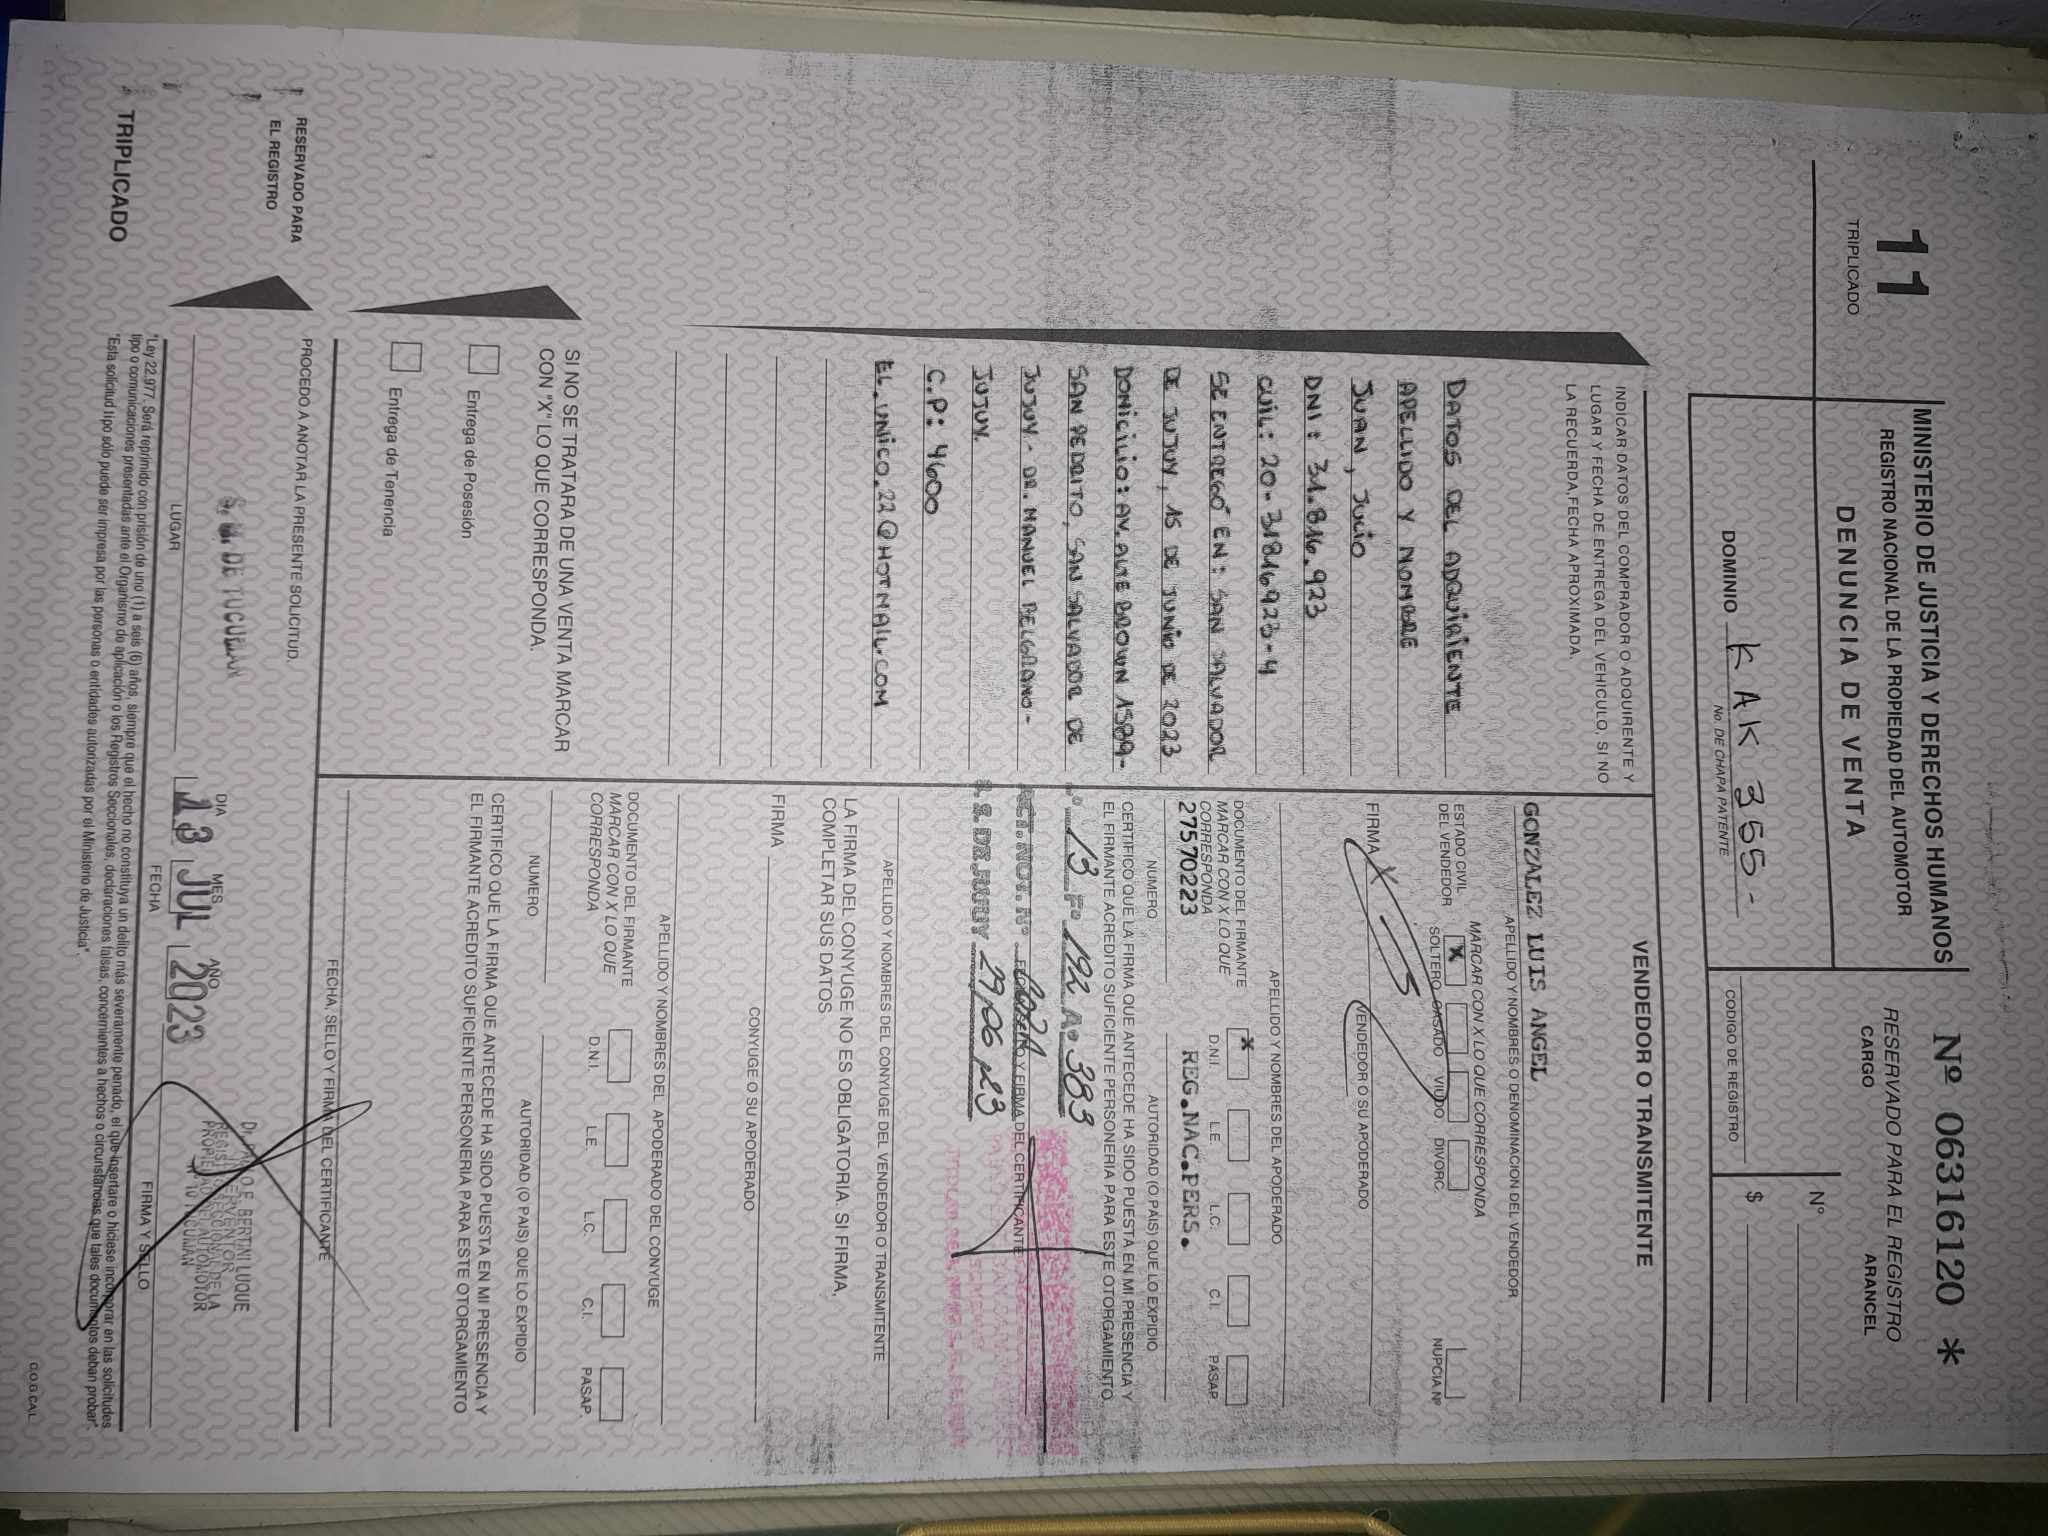 11
TRIPLICADO
MINISTERIO DE JUSTICIA Y DERECHOS HUMANOS
REGISTRO NACIONAL DE LA PROPIEDAD DEL AUTOMOTOR
DENUNCIA DE VENTA
DOMINIO KAK 355-
No. DE CHAPA PATENTE
Nº 06316120 *
RESERVADO PARA EL REGISTRO
CARGO ARANCEL
N°
$
CODIGO DE REGISTRO
INDICAR DATOS DEL COMPRADOR O ADQUIRENTE Y
LUGAR Y FECHA DE ENTREGA DEL VEHICULO, SI NO
LA RECUERDA,FECHA APROXIMADA.
DATOS DEL ADQUIRIENTE
APELLIDO Y NOMBRE
JUAN, JULIO
DNI: 31.816.923
CUIL: 20-31816923-4
SE ENTREGÓ EN: SAN SALVADOR
DE JUJUY, 15 DE JUNIO DE 2023
DOMICILIO: AV. ALTE BROWN 1589-
SAN PEDRITO, SAN SALVADOR DE
JUJUY - DR. MANUEL BELGRANO -
JUJUY.
C.P: 4600
EL.UNICO.22@HOTMAIL.COM
SI NO SE TRATARA DE UNA VENTA MARCAR
CON "X" LO QUE CORRESPONDA.
Entrega de Posesión
Entrega de Tenencia
VENDEDOR O TRANSMITENTE
GONZALEZ LUIS ANGEL
APELLIDO Y NOMBRES O DENOMINACION DEL VENDEDOR
MARCAR CON X LO QUE CORRESPONDA
ESTADO CIVIL
DEL VENDEDOR
X
SOLTERO CASADO VIUDO DIVORC. NUPCIA Nº
FIRMA X
VENDEDOR O SU APODERADO
APELLIDO Y NOMBRES DEL APODERADO
DOCUMENTO DEL FIRMANTE
MARCAR CON X LO QUE
CORRESPONDA
X
D.N.I. L.E. L.C. C.I. PASAP.
27570223 REG.NAC.PERS.
NUMERO AUTORIDAD (O PAIS) QUE LO EXPIDIO
CERTIFICO QUE LA FIRMA QUE ANTECEDE HA SIDO PUESTA EN MI PRESENCIA Y
EL FIRMANTE ACREDITO SUFICIENTE PERSONERIA PARA ESTE OTORGAMIENTO
13 Fº 192 A. 383
ACT. NOT. Nº
FECHA, SELLO Y FIRMA DEL CERTIFICANTE
S. S. DE JUJUY 29,06,23
APELLIDO Y NOMBRES DEL CONYUGE DEL VENDEDOR O TRANSMITENTE
LA FIRMA DEL CONYUGE NO ES OBLIGATORIA. SI FIRMA,
COMPLETAR SUS DATOS
FIRMA
CONYUGE O SU APODERADO
APELLIDO Y NOMBRES DEL APODERADO DEL CONYUGE
DOCUMENTO DEL FIRMANTE
MARCAR CON X LO QUE
CORRESPONDA
D.N.I. L.E. L.C. C.I. PASAP.
NUMERO AUTORIDAD (O PAIS) QUE LO EXPIDIO
CERTIFICO QUE LA FIRMA QUE ANTECEDE HA SIDO PUESTA EN MI PRESENCIA Y
EL FIRMANTE ACREDITO SUFICIENTE PERSONERIA PARA ESTE OTORGAMIENTO
FECHA, SELLO Y FIRMA DEL CERTIFICANTE
RESERVADO PARA
EL REGISTRO
PROCEDO A ANOTAR LA PRESENTE SOLICITUD.
S. M. DE TUCUMAN
LUGAR
DIA MES AÑO
13 JUL 2023
FECHA
Dr. PABLO E. BERTINI LUQUE
INTERVENTOR
REGISTRO SECCIONAL DE LA
PROPIEDAD DEL AUTOMOTOR
Nº 10 TUCUMAN
FIRMA Y SELLO
TRIPLICADO
"Ley 22.977. Será reprimido con prisión de uno (1) a seis (6) años, siempre que el hecho no constituya un delito más severamente penado, el que insertare o hiciese incorporar en las solicitudes
tipo o comunicaciones presentadas ante el Organismo de aplicación o los Registros Seccionales, declaraciones falsas, concernientes a hechos o circunstancias que tales documentos deban probar".
"Esta solicitud tipo sólo puede ser impresa por las personas o entidades autorizadas por el Ministerio de Justicia".
C.O.G.CA.L.